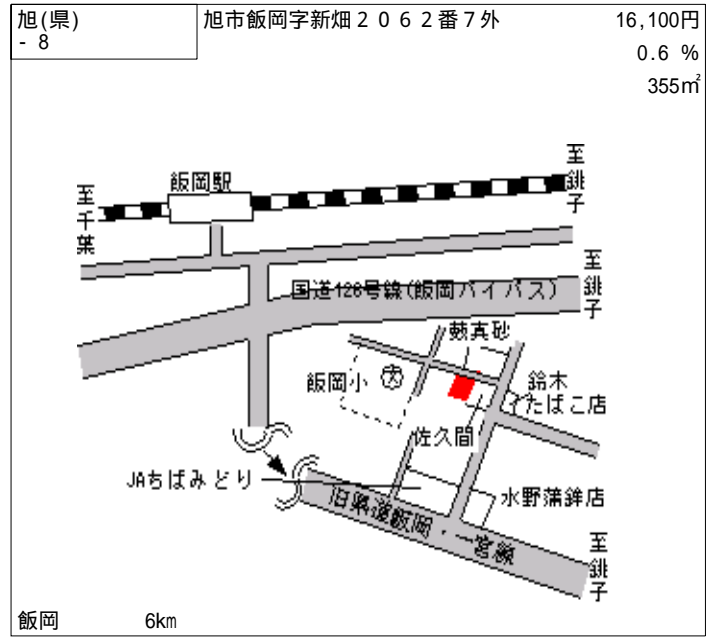 旭(県)
- 8
旭市飯岡字新畑２０６２番７外
16,100円
0.6 %
355㎡
至銚子
飯岡駅
至千葉
至銚子
国道126号線(飯岡バイパス)
薮真砂
飯岡小
文
鈴木
たばこ店
佐久間
JAちばみどり
水野蒲鉾店
旧県道飯岡・一宮線
至銚子
飯岡
6km